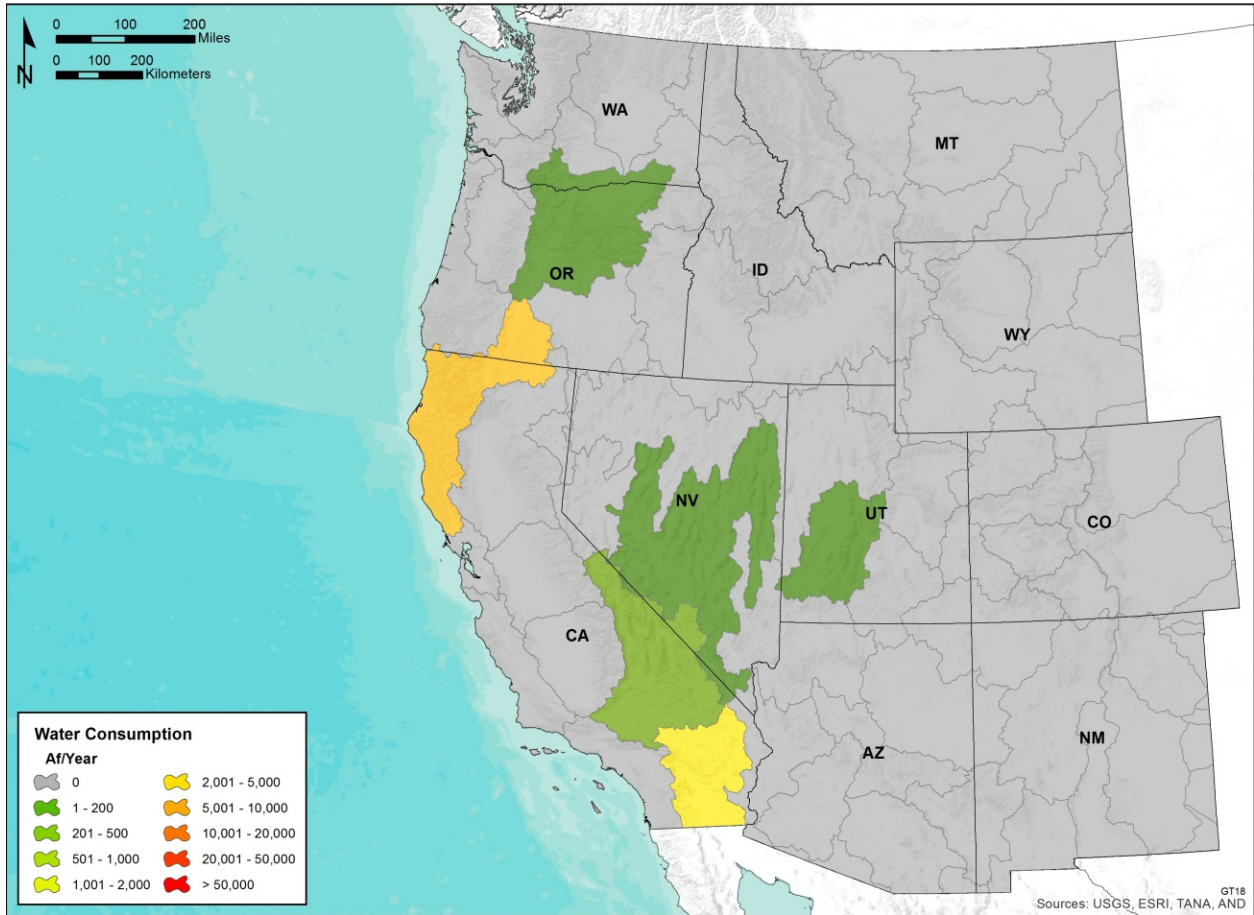 0 100 200
Miles
0 100 200
Kilometers
N
WA
MT
OR
ID
WY
NV
UT
CO
CA
AZ
NM
Water Consumption
Af/Year
0
1 - 200
201 - 500
501 - 1,000
1,001 - 2,000
2,001 - 5,000
5,001 - 10,000
10,001 - 20,000
20,001 - 50,000
> 50,000
GT18
Sources: USGS, ESRI, TANA, AND